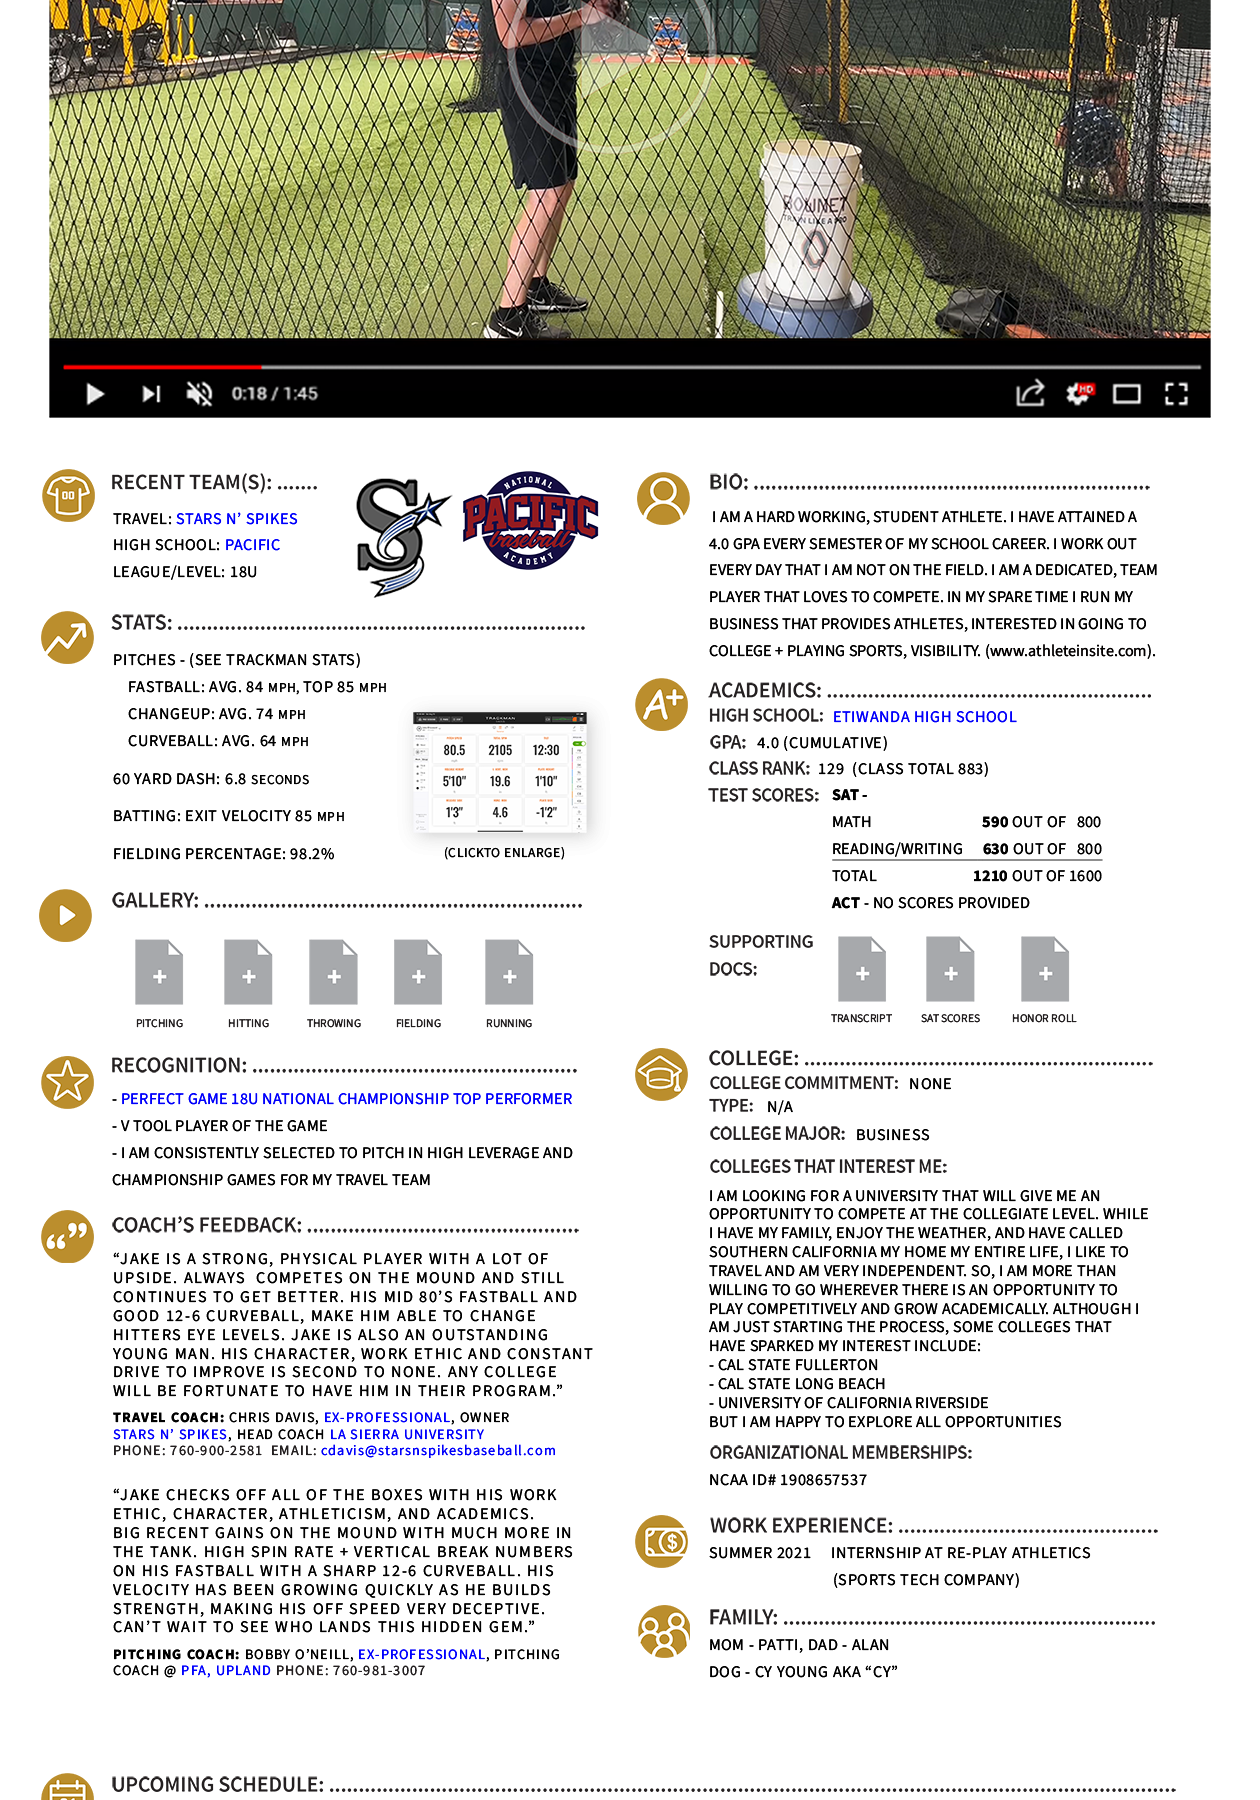 BOWNET
TRAIN LIKE A PRO
0:18 / 1:45
HD
RECENT TEAM(S): .......
TRAVEL: STARS N' SPIKES
HIGH SCHOOL: PACIFIC
LEAGUE/LEVEL: 18U
S
NATIONAL
PACIFIC
baseball
ACADEMY
STATS: ....................................................................
PITCHES - (SEE TRACKMAN STATS)
FASTBALL: AVG. 84 MPH, TOP 85 MPH
CHANGEUP: AVG. 74 MPH
CURVEBALL: AVG. 64 MPH
60 YARD DASH: 6.8 SECONDS
BATTING: EXIT VELOCITY 85 MPH
FIELDING PERCENTAGE: 98.2%
TRACKMAN
80.5 2105 12:30
5'10" 19.6 1'10"
1'3" 4.6 -1'2"
(CLICKTO ENLARGE)
GALLERY: ...............................................................
PITCHING HITTING THROWING FIELDING RUNNING
RECOGNITION: ......................................................
- PERFECT GAME 18U NATIONAL CHAMPIONSHIP TOP PERFORMER
- V TOOL PLAYER OF THE GAME
- I AM CONSISTENTLY SELECTED TO PITCH IN HIGH LEVERAGE AND
CHAMPIONSHIP GAMES FOR MY TRAVEL TEAM
COACH'S FEEDBACK: .............................................
“JAKE IS A STRONG, PHYSICAL PLAYER WITH A LOT OF
UPSIDE. ALWAYS COMPETES ON THE MOUND AND STILL
CONTINUES TO GET BETTER. HIS MID 80'S FASTBALL AND
GOOD 12-6 CURVEBALL, MAKE HIM ABLE TO CHANGE
HITTERS EYE LEVELS. JAKE IS ALSO AN OUTSTANDING
YOUNG MAN. HIS CHARACTER, WORK ETHIC AND CONSTANT
DRIVE TO IMPROVE IS SECOND TO NONE. ANY COLLEGE
WILL BE FORTUNATE TO HAVE HIM IN THEIR PROGRAM.”
TRAVEL COACH: CHRIS DAVIS, EX-PROFESSIONAL, OWNER
STARS N' SPIKES, HEAD COACH LA SIERRA UNIVERSITY
PHONE: 760-900-2581 EMAIL: cdavis@starsnspikesbaseball.com
“JAKE CHECKS OFF ALL OF THE BOXES WITH HIS WORK
ETHIC, CHARACTER, ATHLETICISM, AND ACADEMICS.
BIG RECENT GAINS ON THE MOUND WITH MUCH MORE IN
THE TANK. HIGH SPIN RATE + VERTICAL BREAK NUMBERS
ON HIS FASTBALL WITH A SHARP 12-6 CURVEBALL. HIS
VELOCITY HAS BEEN GROWING QUICKLY AS HE BUILDS
STRENGTH, MAKING HIS OFF SPEED VERY DECEPTIVE.
CAN'T WAIT TO SEE WHO LANDS THIS HIDDEN GEM.”
PITCHING COACH: BOBBY O'NEILL, EX-PROFESSIONAL, PITCHING
COACH @ PFA, UPLAND PHONE: 760-981-3007
BIO: ..................................................................
I AM A HARD WORKING, STUDENT ATHLETE. I HAVE ATTAINED A
4.0 GPA EVERY SEMESTER OF MY SCHOOL CAREER. I WORK OUT
EVERY DAY THAT I AM NOT ON THE FIELD. I AM A DEDICATED, TEAM
PLAYER THAT LOVES TO COMPETE. IN MY SPARE TIME I RUN MY
BUSINESS THAT PROVIDES ATHLETES, INTERESTED IN GOING TO
COLLEGE + PLAYING SPORTS, VISIBILITY. (www.athleteinsite.com).
A+
ACADEMICS: ......................................................
HIGH SCHOOL: ETIWANDA HIGH SCHOOL
GPA: 4.0 (CUMULATIVE)
CLASS RANK: 129 (CLASS TOTAL 883)
TEST SCORES: SAT -
MATH 590 OUT OF 800
READING/WRITING 630 OUT OF 800
TOTAL 1210 OUT OF 1600
ACT - NO SCORES PROVIDED
SUPPORTING
DOCS:
TRANSCRIPT SAT SCORES HONOR ROLL
COLLEGE: ..........................................................
COLLEGE COMMITMENT: NONE
TYPE: N/A
COLLEGE MAJOR: BUSINESS
COLLEGES THAT INTEREST ME:
I AM LOOKING FOR A UNIVERSITY THAT WILL GIVE ME AN
OPPORTUNITY TO COMPETE AT THE COLLEGIATE LEVEL. WHILE
I HAVE MY FAMILY, ENJOY THE WEATHER, AND HAVE CALLED
SOUTHERN CALIFORNIA MY HOME MY ENTIRE LIFE, I LIKE TO
TRAVEL AND AM VERY INDEPENDENT. SO, I AM MORE THAN
WILLING TO GO WHEREVER THERE IS AN OPPORTUNITY TO
PLAY COMPETITIVELY AND GROW ACADEMICALLY. ALTHOUGH I
AM JUST STARTING THE PROCESS, SOME COLLEGES THAT
HAVE SPARKED MY INTEREST INCLUDE:
- CAL STATE FULLERTON
- CAL STATE LONG BEACH
- UNIVERSITY OF CALIFORNIA RIVERSIDE
BUT I AM HAPPY TO EXPLORE ALL OPPORTUNITIES
ORGANIZATIONAL MEMBERSHIPS:
NCAA ID# 1908657537
WORK EXPERIENCE: ...........................................
SUMMER 2021 INTERNSHIP AT RE-PLAY ATHLETICS
(SPORTS TECH COMPANY)
FAMILY: ..............................................................
MOM - PATTI, DAD - ALAN
DOG - CY YOUNG AKA “CY”
UPCOMING SCHEDULE: .............................................................................................................................................